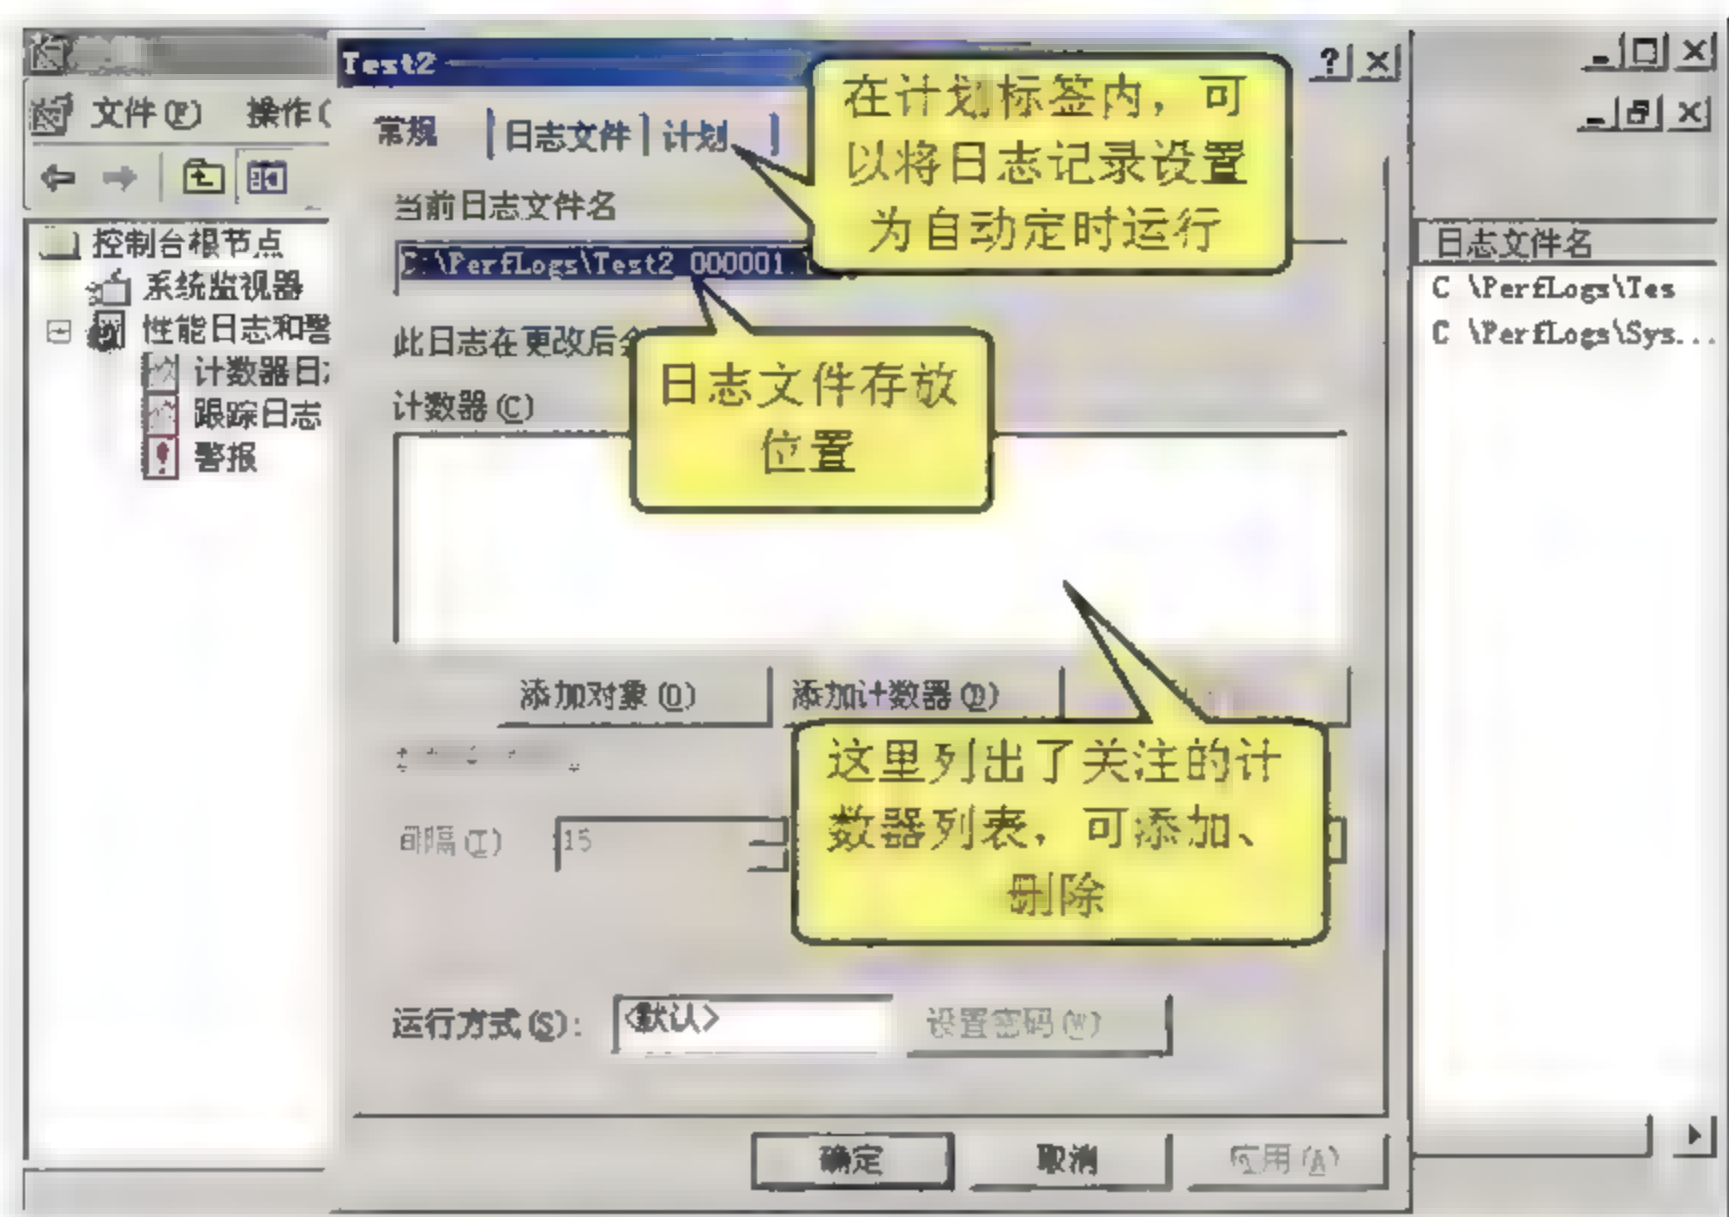 Test2
文件(F) 操作(
常规 日志文件 计划
在计划标签内，可
以将日志记录设置
为自动定时运行
当前日志文件名
C:\PerfLogs\Test2_000001.
控制台根节点
系统监视器
性能日志和警
计数器日
跟踪日志
警报
日志文件名
C \PerfLogs\Tes
C \PerfLogs\Sys...
此日志在更改后
日志文件存放
位置
计数器(C)
添加对象(O)
添加计数器(D)
这里列出了关注的计
数器列表，可添加、
删除
间隔(I) 15
运行方式(S): <默认>
设置密码(W)
确定 取消 应用(A)